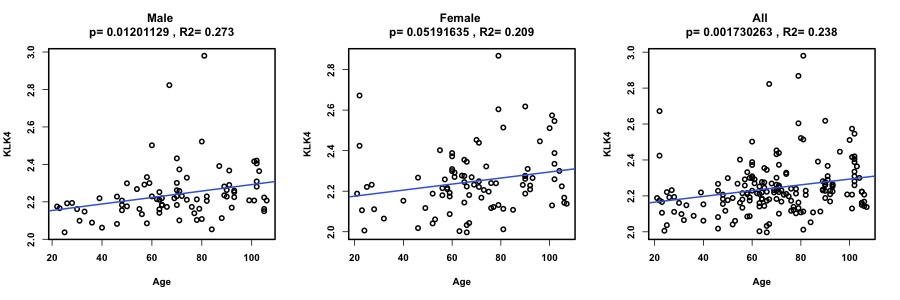 Male
p= 0.01201129 , R2= 0.273
KLK4
3.0
2.8
2.6
2.4
2.2
2.0
20 40 60 80 100
Age
Female
p= 0.05191635 , R2= 0.209
KLK4
2.8
2.6
2.4
2.2
2.0
20 40 60 80 100
Age
All
p= 0.001730263 , R2= 0.238
KLK4
3.0
2.8
2.6
2.4
2.2
2.0
20 40 60 80 100
Age